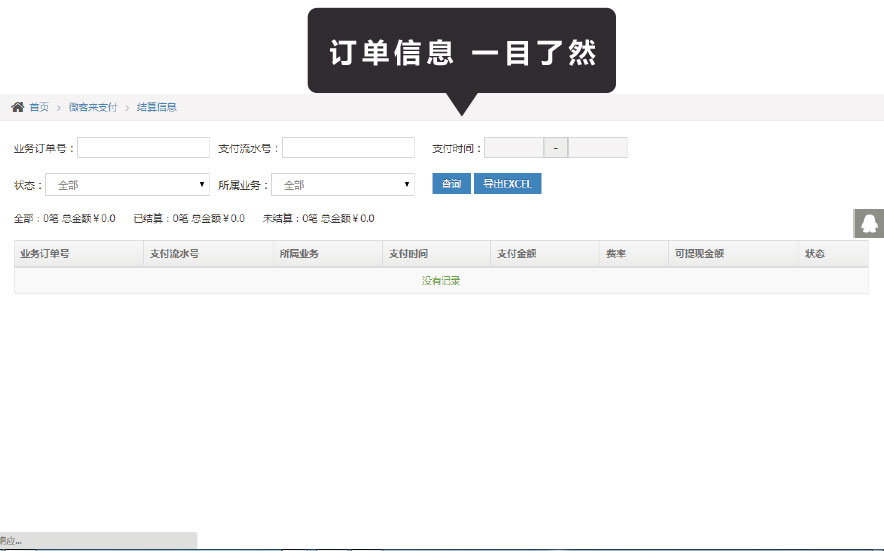 订单信息 一目了然
首页 > 微客来支付 > 结算信息
业务订单号： 支付流水号： 支付时间： -
状态： 全部 所属业务： 全部 查询 导出EXCEL
全部：0笔 总金额￥0.0 已结算：0笔 总金额￥0.0 未结算：0笔 总金额￥0.0
业务订单号 支付流水号 所属业务 支付时间 支付金额 费率 可提现金额 状态
没有记录
响应...